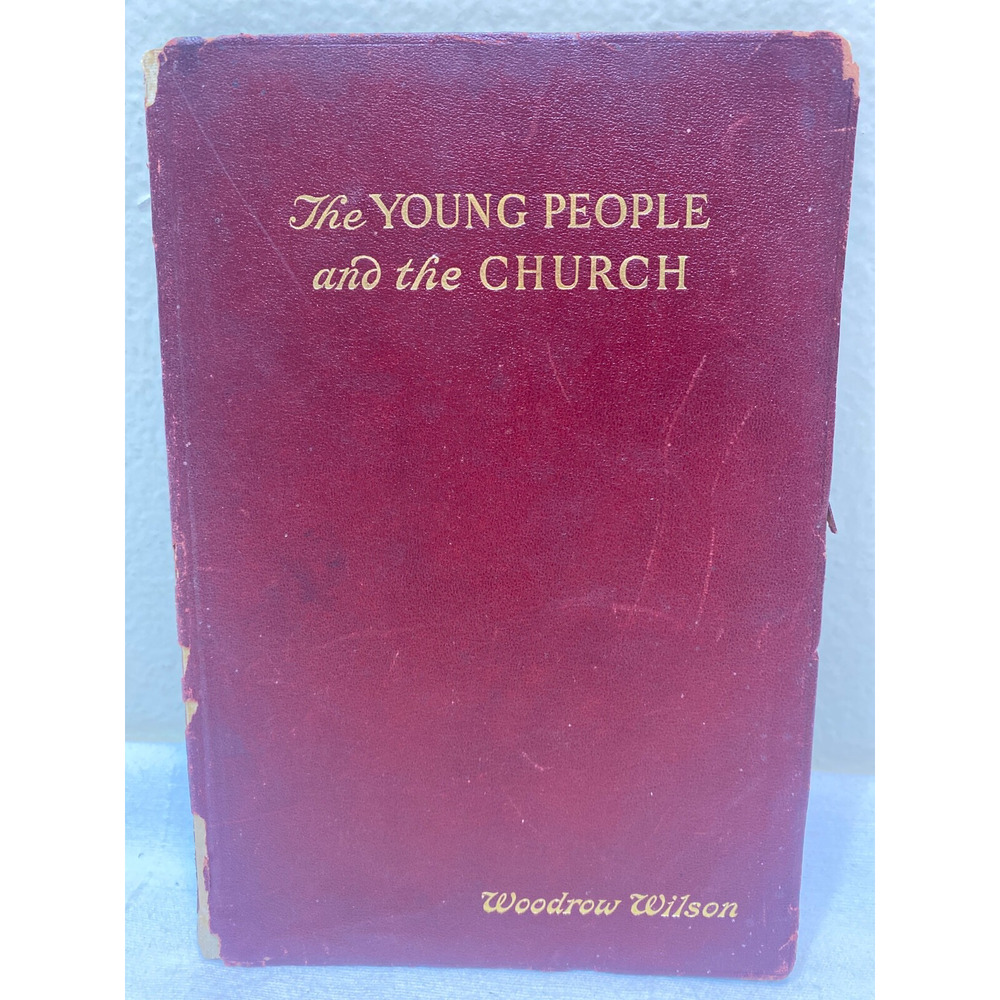 The YOUNG PEOPLE
and the CHURCH
Woodrow Wilson